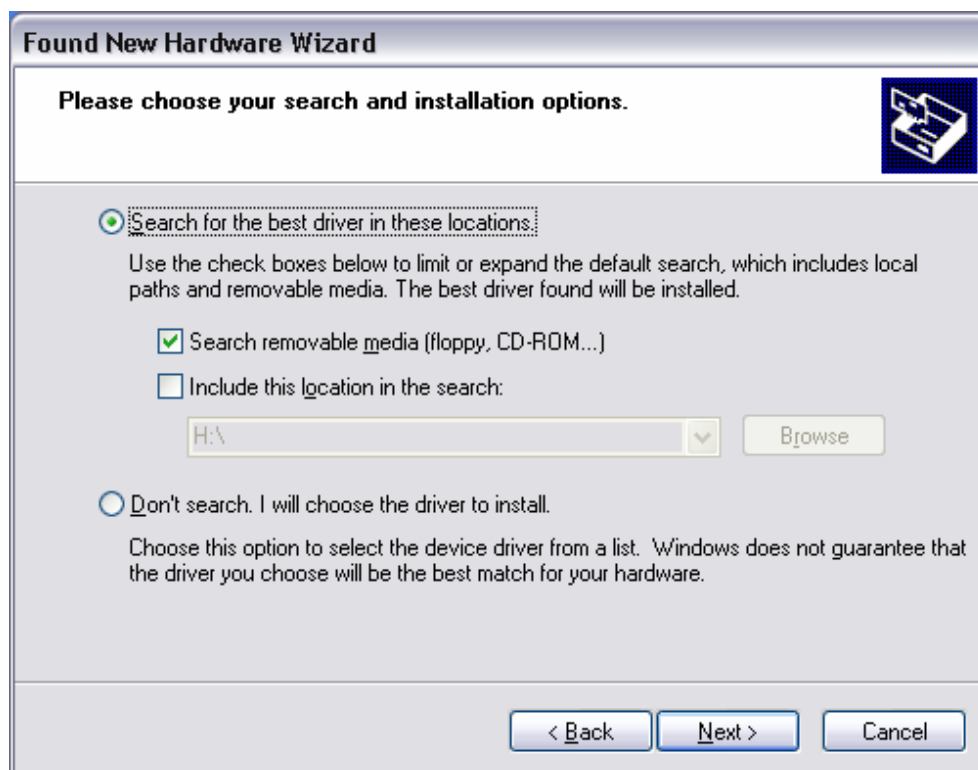 Found New Hardware Wizard
Please choose your search and installation options.
Search for the best driver in these locations.
Use the check boxes below to limit or expand the default search, which includes local
paths and removable media. The best driver found will be installed.
Search removable media (floppy, CD-ROM...)
Include this location in the search:
H:\
Browse
Don't search. I will choose the driver to install.
Choose this option to select the device driver from a list.  Windows does not guarantee that
the driver you choose will be the best match for your hardware.
< Back
Next >
Cancel